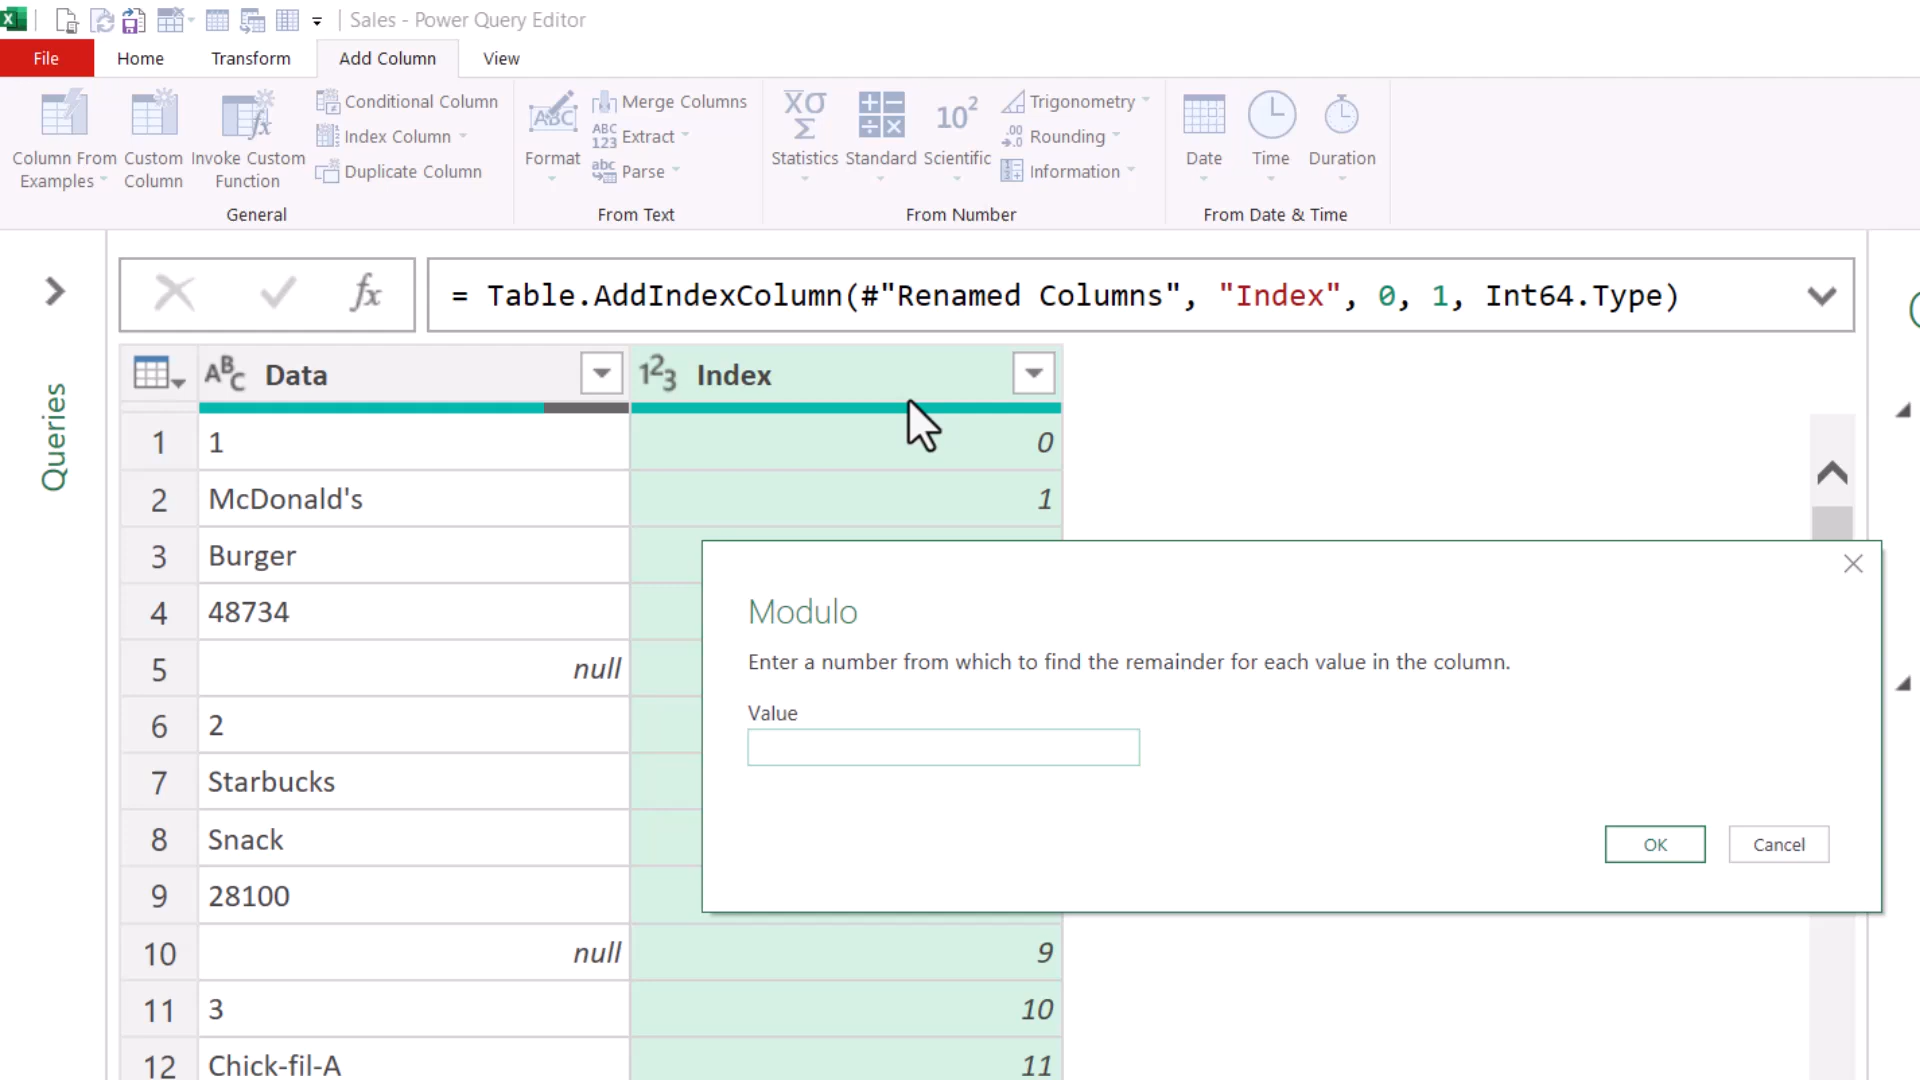 Sales - Power Query Editor
File Home Transform Add Column View
Column From Examples
Custom Column
Invoke Custom Function
Conditional Column
Index Column
Duplicate Column
General
Format
Merge Columns
Extract
Parse
From Text
Statistics
Standard
Scientific
Trigonometry
Rounding
Information
From Number
Date
Time
Duration
From Date & Time
= Table.AddIndexColumn(#"Renamed Columns", "Index", 0, 1, Int64.Type)
Queries
Data Index
1 1 0
2 McDonald's 1
3 Burger
4 48734
5 null
6 2
7 Starbucks
8 Snack
9 28100
10 null 9
11 3 10
12 Chick-fil-A 11
Modulo
Enter a number from which to find the remainder for each value in the column.
Value
OK Cancel